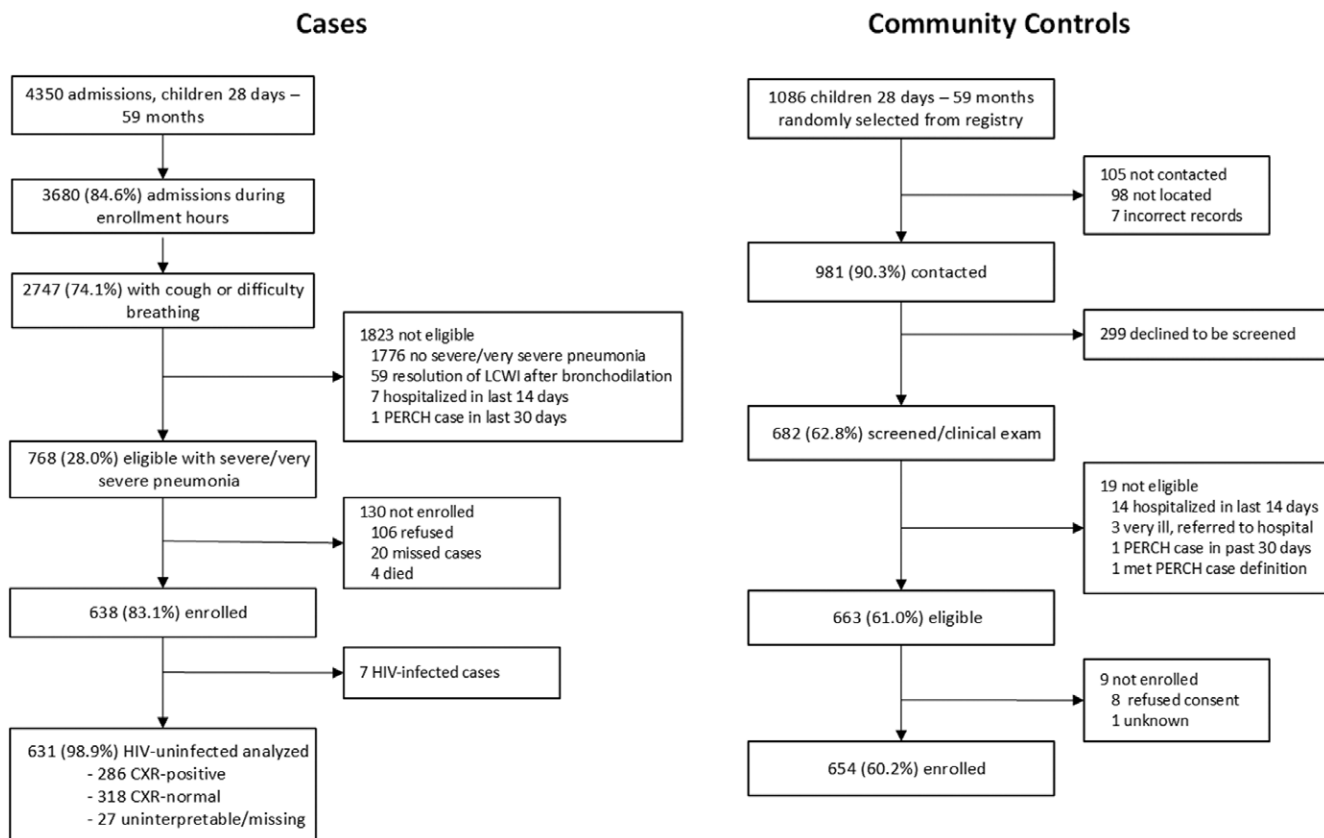 Cases
4350 admissions, children 28 days –
59 months
3680 (84.6%) admissions during
enrollment hours
2747 (74.1%) with cough or difficulty
breathing
1823 not eligible
1776 no severe/very severe pneumonia
59 resolution of LCWI after bronchodilation
7 hospitalized in last 14 days
1 PERCH case in last 30 days
768 (28.0%) eligible with severe/very
severe pneumonia
130 not enrolled
106 refused
20 missed cases
4 died
638 (83.1%) enrolled
7 HIV-infected cases
631 (98.9%) HIV-uninfected analyzed
- 286 CXR-positive
- 318 CXR-normal
- 27 uninterpretable/missing
Community Controls
1086 children 28 days – 59 months
randomly selected from registry
105 not contacted
98 not located
7 incorrect records
981 (90.3%) contacted
299 declined to be screened
682 (62.8%) screened/clinical exam
19 not eligible
14 hospitalized in last 14 days
3 very ill, referred to hospital
1 PERCH case in past 30 days
1 met PERCH case definition
663 (61.0%) eligible
9 not enrolled
8 refused consent
1 unknown
654 (60.2%) enrolled